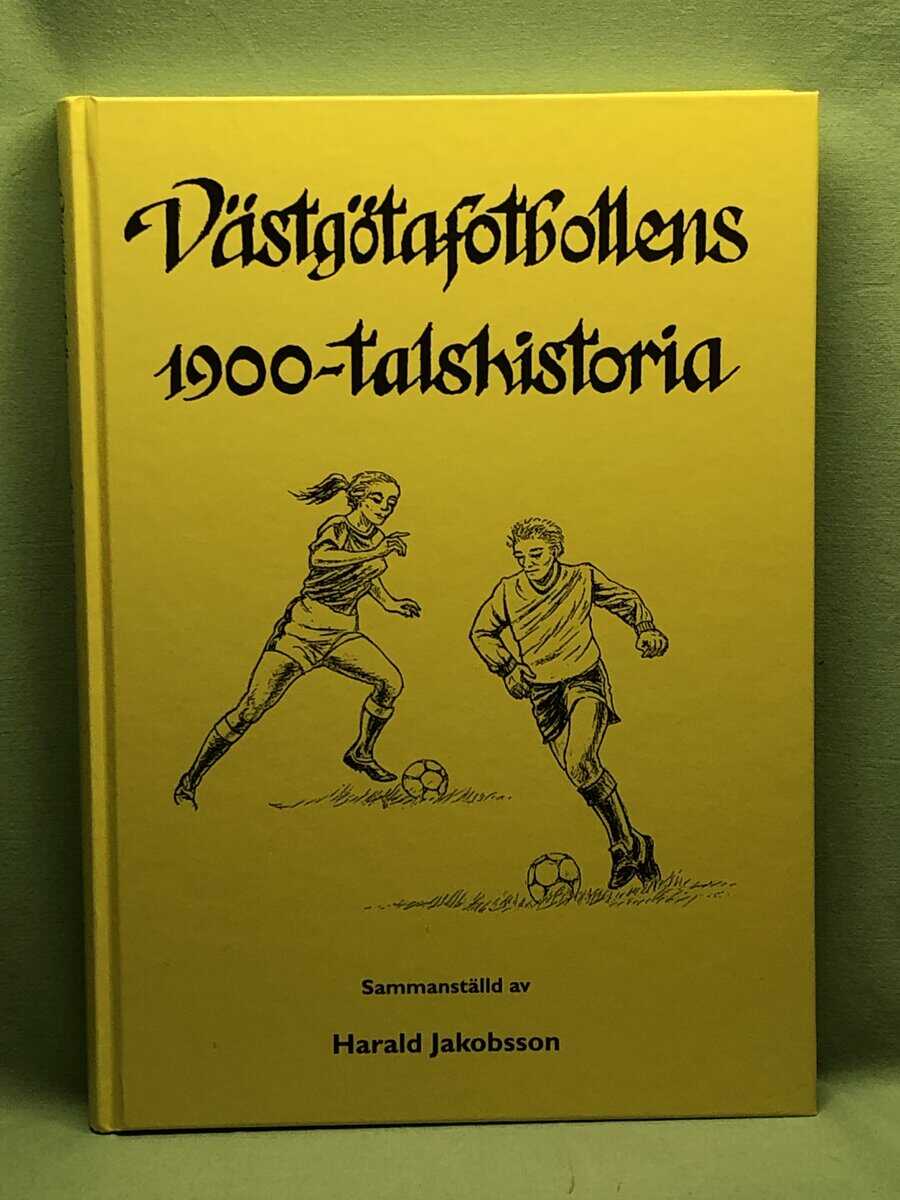 Västgötafotbollens
1900-talshistoria
Sammanställd av
Harald Jakobsson